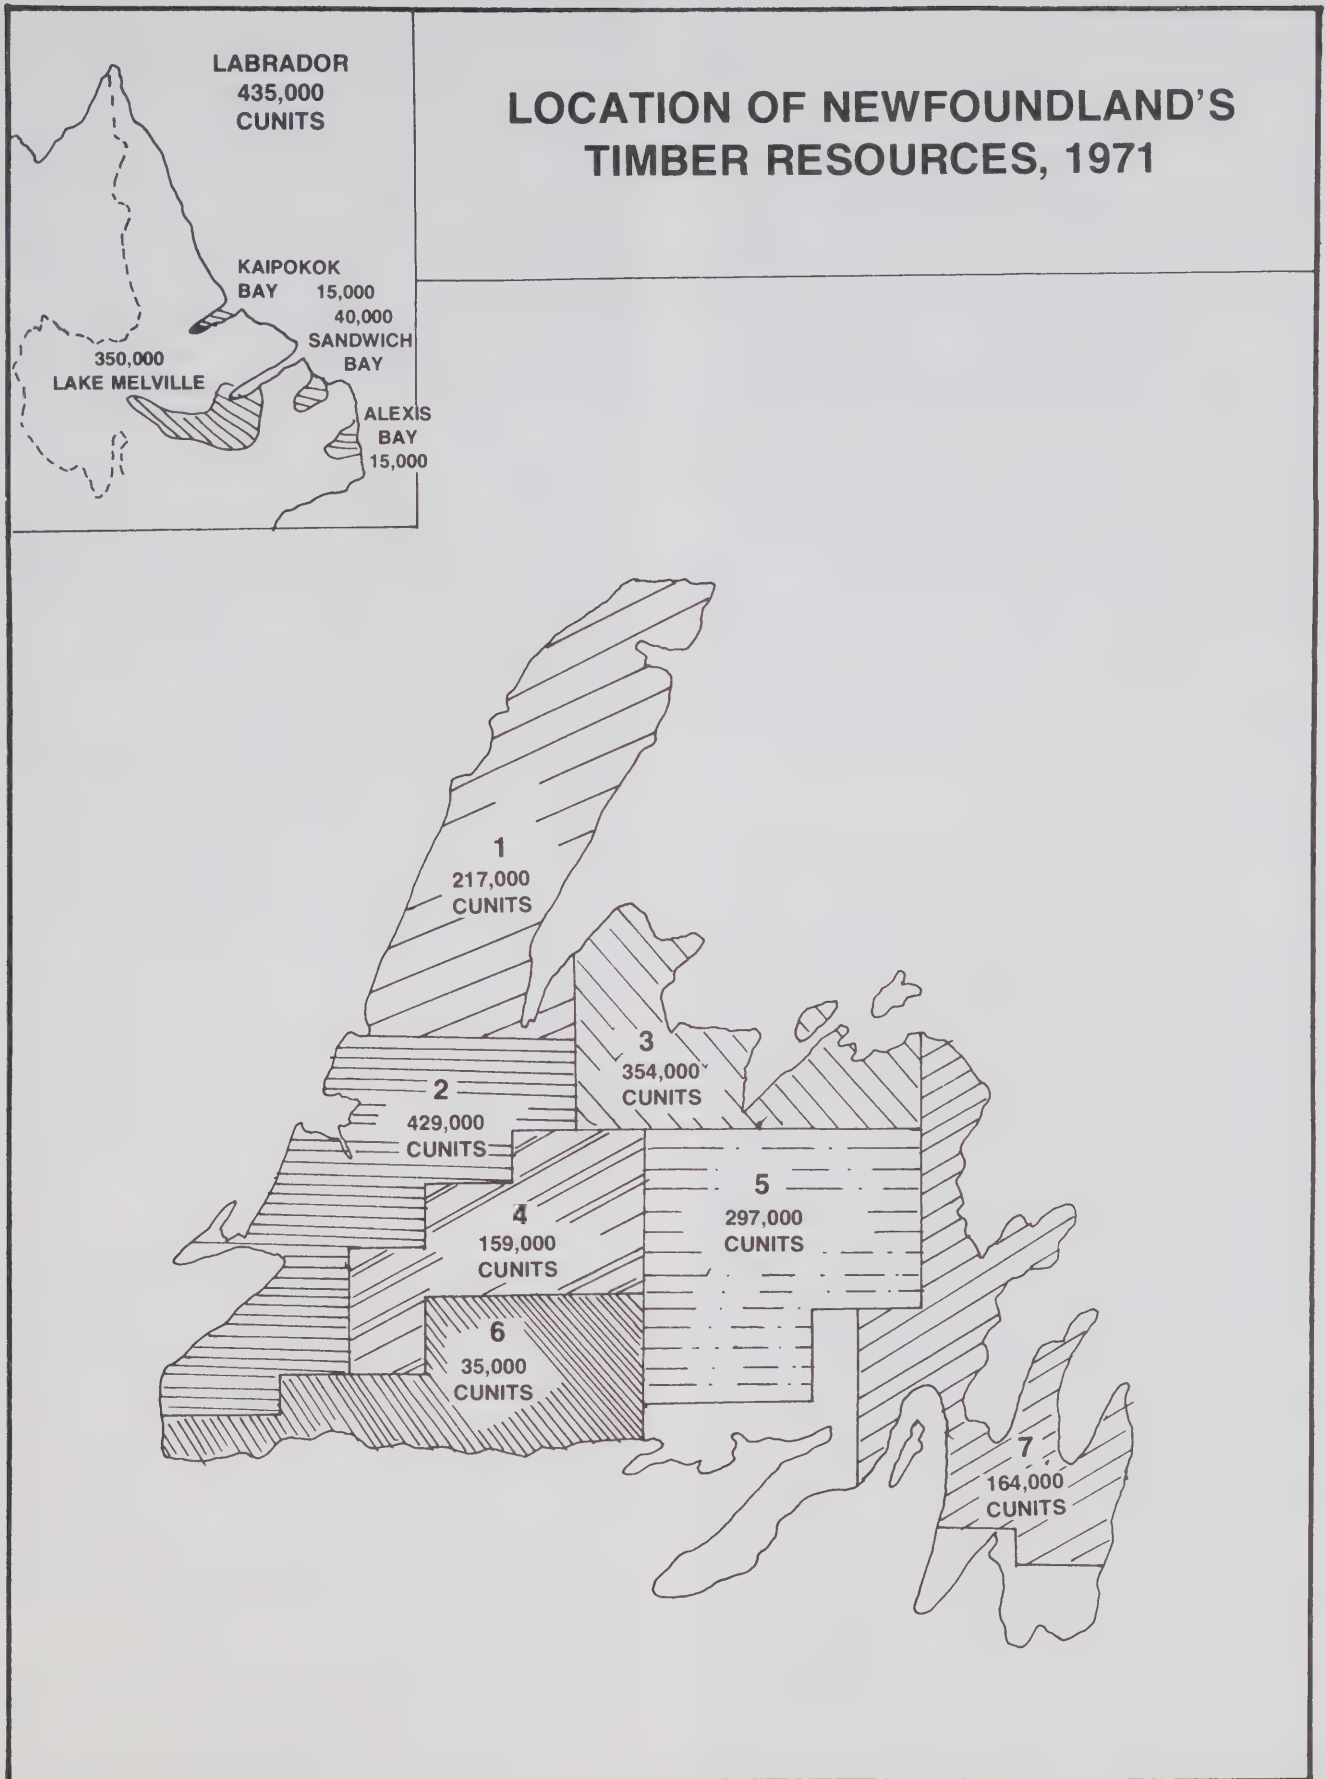 LABRADOR
435,000
CUNITS
LOCATION OF NEWFOUNDLAND'S
TIMBER RESOURCES, 1971
KAIPOKOK
BAY 15,000
40,000
SANDWICH
BAY
350,000
LAKE MELVILLE
ALEXIS
BAY
15,000
1
217,000
CUNITS
3
354,000
CUNITS
2
429,000
CUNITS
5
297,000
CUNITS
4
159,000
CUNITS
6
35,000
CUNITS
7
164,000
CUNITS